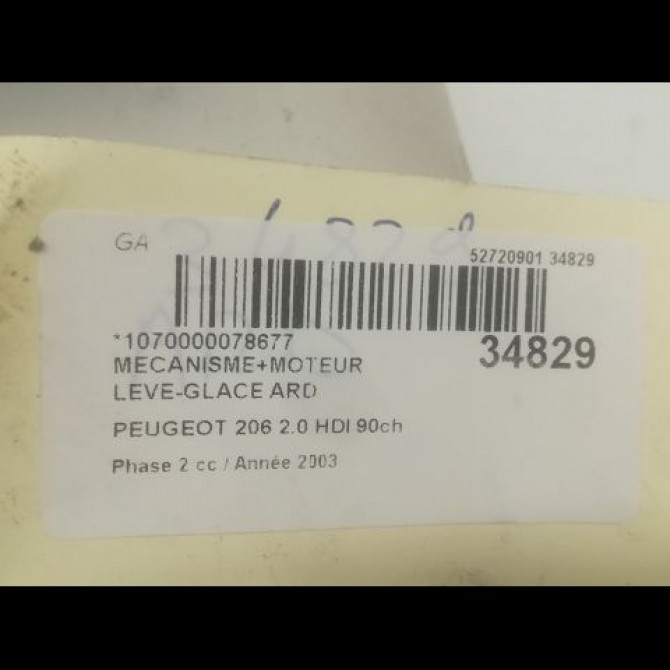 GA
52720901 34829
*1070000078677
34829
MECANISME+MOTEUR
LEVE-GLACE ARD
PEUGEOT 206 2.0 HDI 90ch
Phase 2 cc / Année 2003